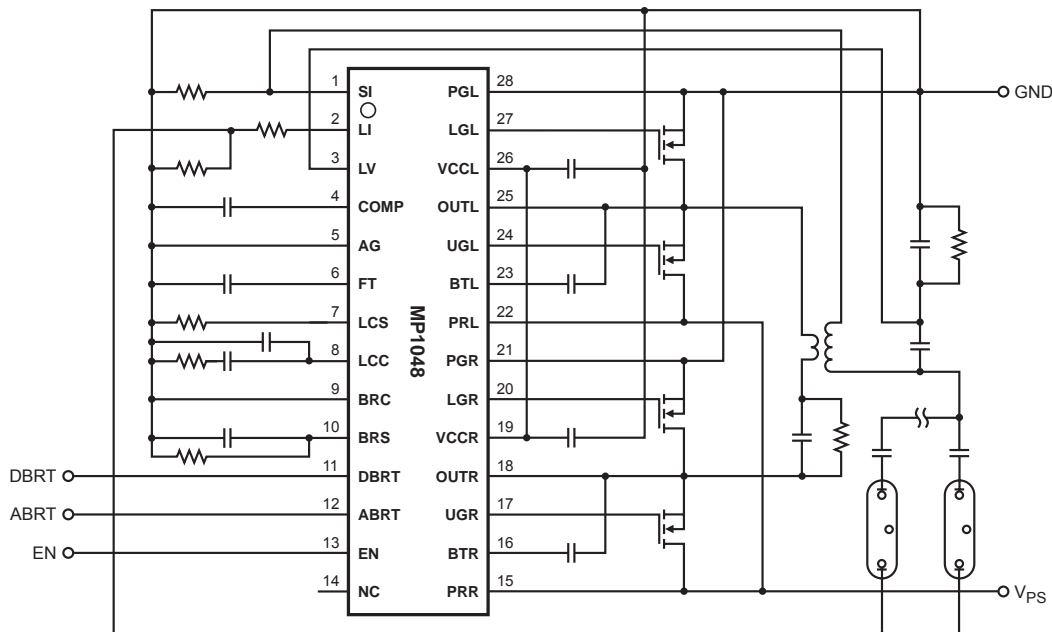 1 SI PGL 28 GND
2 LI LGL 27
3 LV VCCL 26
4 COMP OUTL 25
5 AG UGL 24
6 FT BTL 23
7 LCS PRL 22
8 LCC PGR 21
9 BRC LGR 20
10 BRS VCCR 19
DBRT 11 DBRT OUTR 18
ABRT 12 ABRT UGR 17
EN 13 EN BTR 16
14 NC PRR 15 VPS
MP1048